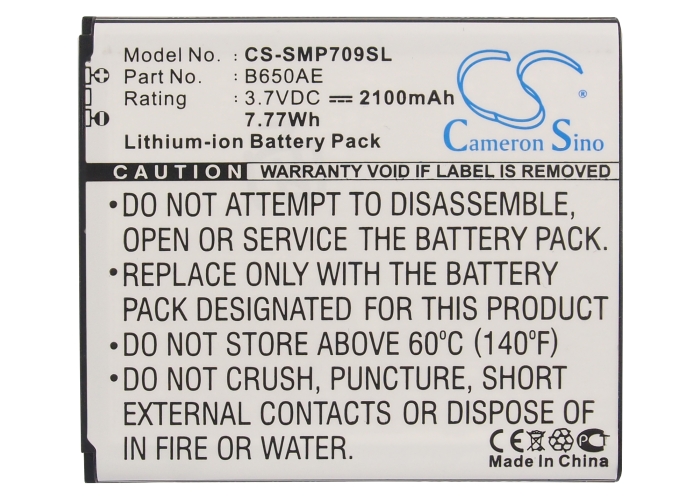 Model No. CS-SMP709SL
Part No. B650AE
Rating 3.7VDC 2100mAh
7.77Wh
Lithium-ion Battery Pack
CS
®
Cameron Sino
CAUTION WARRANTY VOID IF LABEL IS REMOVED
•DO NOT ATTEMPT TO DISASSEMBLE,
OPEN OR SERVICE THE BATTERY PACK.
•REPLACE ONLY WITH THE BATTERY
PACK DESIGNATED FOR THIS PRODUCT
•DO NOT STORE ABOVE 60°C (140°F)
•DO NOT CRUSH, PUNCTURE, SHORT
EXTERNAL CONTACTS OR DISPOSE
IN FIRE OR WATER.
CE
Made In China